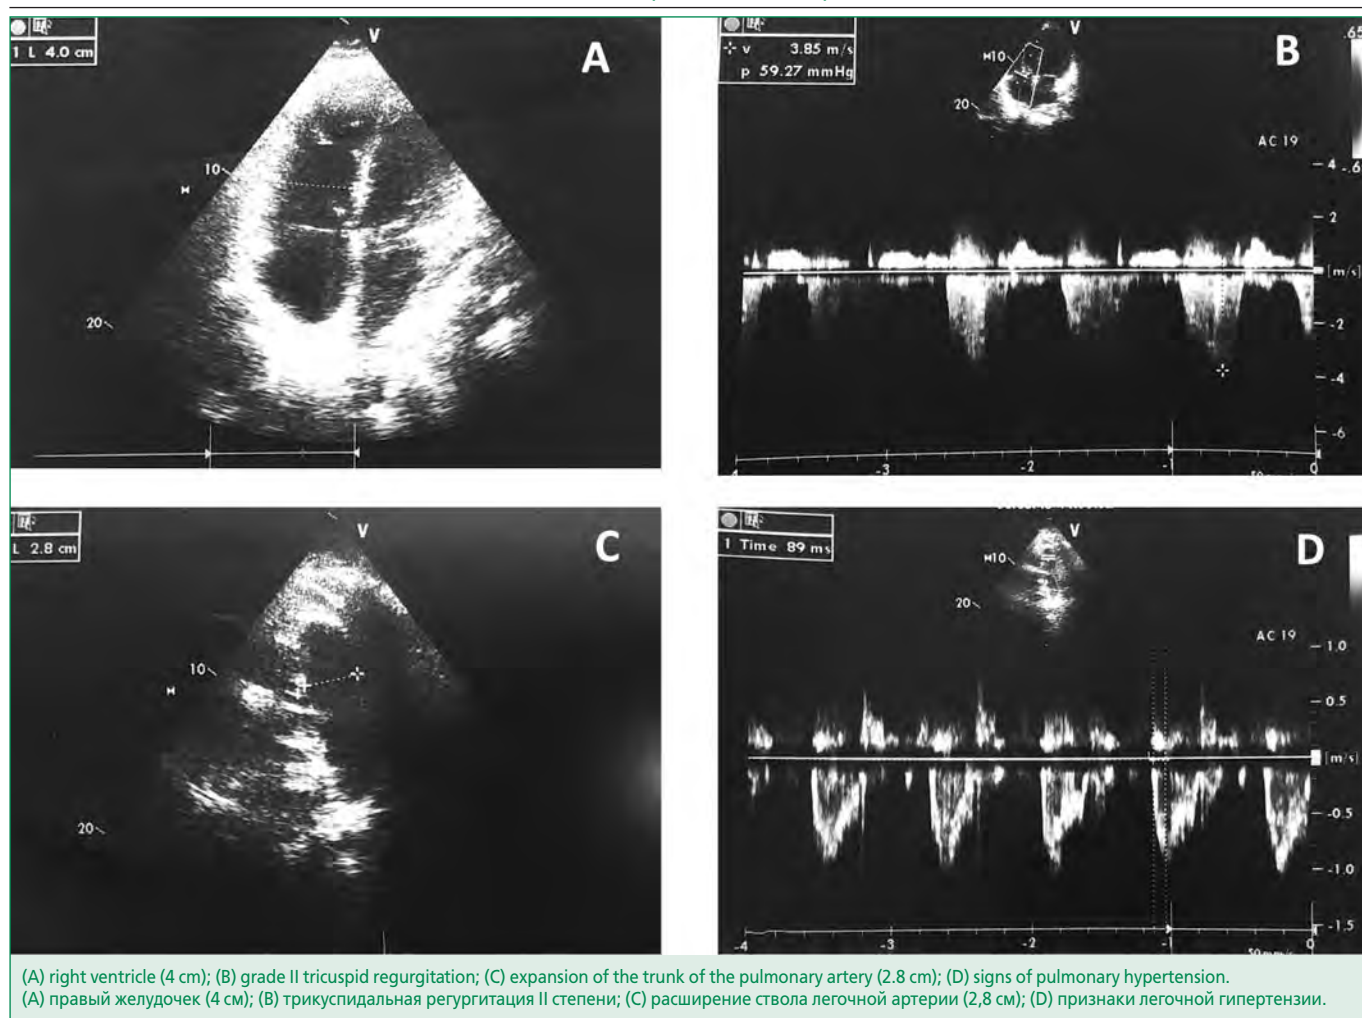 1 L 4.0 cm
V
A
10
M
20
v 3.85 m/s
p 59.27 mmHg
V
B
.65
M10
20
AC 19
4
-.6
2
[m/s]
-2
-4
-6
-3
-2
-1
0
L 2.8 cm
V
C
10
M
20
1 Time 89 ms
V
D
M10
20
AC 19
1.0
0.5
[m/s]
-0.5
-1.0
-1.5
-4
-2
-1
0
50mm/s
(A) right ventricle (4 cm); (B) grade II tricuspid regurgitation; (C) expansion of the trunk of the pulmonary artery (2.8 cm); (D) signs of pulmonary hypertension.
(A) правый желудочек (4 см); (B) трикуспидальная регургитация II степени; (C) расширение ствола легочной артерии (2,8 см); (D) признаки легочной гипертензии.